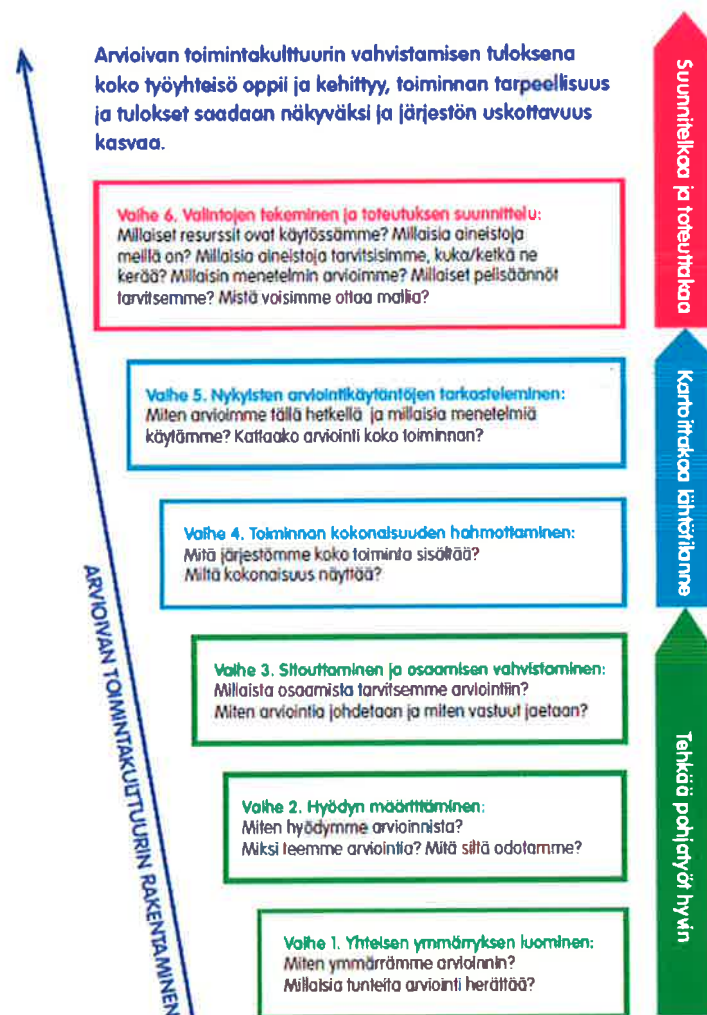 Arvioivan toimintakulttuurin vahvistamisen tuloksena
koko työyhteisö oppii ja kehittyy, toiminnan tarpeellisuus
ja tulokset saadaan näkyväksi ja järjestön uskottavuus
kasvaa.
Vaihe 6. Valintojen tekeminen ja toteutuksen suunnittelu:
Millaiset resurssit ovat käytössämme? Millaisia aineistoja
meillä on? Millaisia aineistoja tarvitsisimme, kuka/ketkä ne
kerää? Millaisin menetelmin arvioimme? Millaiset pelisäännöt
tarvitsemme? Mistä voisimme ottaa mallia?
Vaihe 5. Nykyisten arviointikäytäntöjen tarkasteleminen:
Miten arvioimme tällä hetkellä ja millaisia menetelmiä
käytämme? Kattaako arviointi koko toiminnan?
Vaihe 4. Toiminnan kokonaisuuden hahmottaminen:
Mitä järjestömme koko toiminta sisältää?
Miltä kokonaisuus näyttää?
Vaihe 3. Sitouttaminen ja osaamisen vahvistaminen:
Millaista osaamista tarvitsemme arviointiin?
Miten arviointia johdetaan ja miten vastuut jaetaan?
Vaihe 2. Hyödyn määrittäminen:
Miten hyödymme arvioinnista?
Miksi teemme arviointia? Mitä siltä odotamme?
Vaihe 1. Yhteisen ymmärryksen luominen:
Miten ymmärrämme arvioinnin?
Millaisia tunteita arviointi herättää?
ARVIOIVAN TOIMINTAKULTTUURIN RAKENTAMINEN
Suunnitelkaa ja toteuttakaa
Kartoittakaa lähtötilanne
Tehkää pohjatyöt hyvin